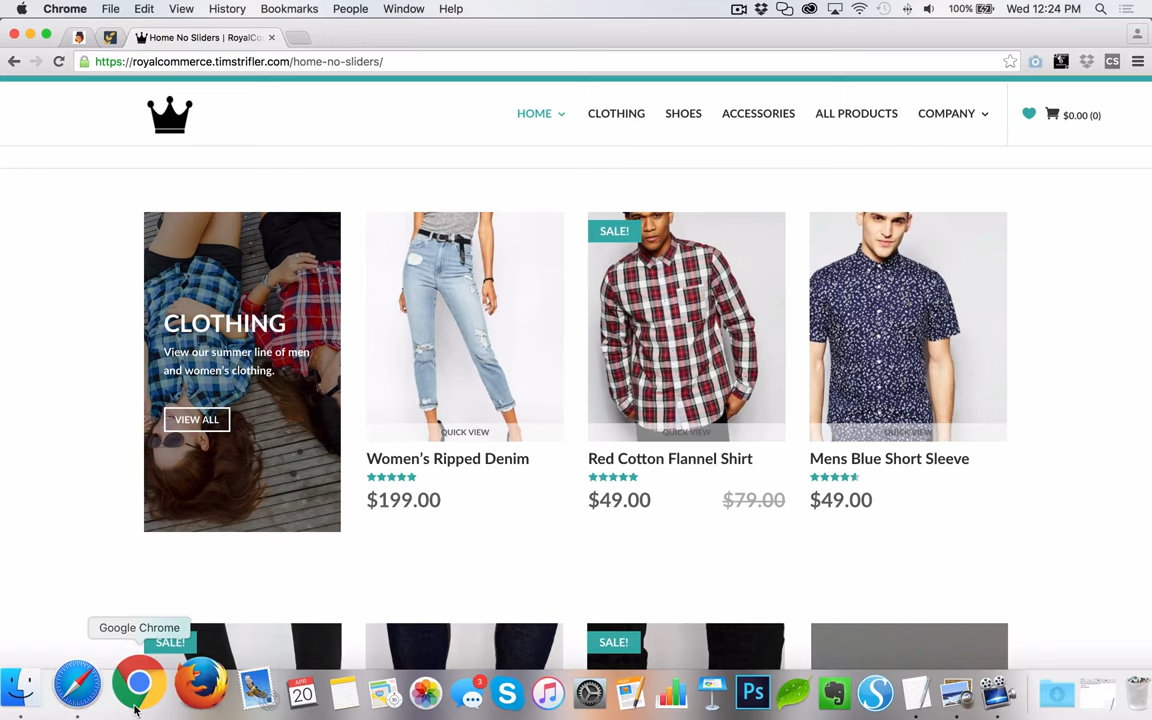 Chrome File Edit View History Bookmarks People Window Help 100% Wed 12:24 PM
Home No Sliders | RoyalCo
https://royalcommerce.timstrifler.com/home-no-sliders/ CS
HOME CLOTHING SHOES ACCESSORIES ALL PRODUCTS COMPANY $0.00 (0)
SALE!
CLOTHING
View our summer line of men
and women's clothing.
VIEW ALL
QUICK VIEW QUICK VIEW QUICK VIEW
Women's Ripped Denim Red Cotton Flannel Shirt Mens Blue Short Sleeve
$199.00 $49.00 $79.00 $49.00
Google Chrome
SALE! SALE!
3
APR
20
Ps